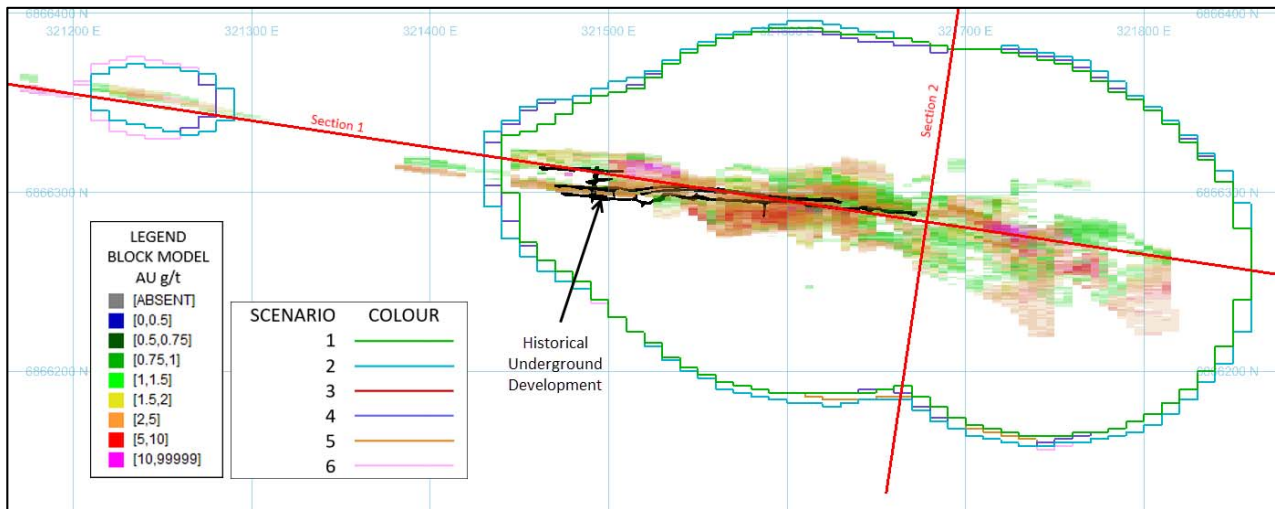 6866400 N
6866400 N
321200 E
321300 E
321400 E
321500 E
321600 E
321700 E
321800 E
Section 1
Section 2
6866300 N
6866300 N
LEGEND
BLOCK MODEL
AU g/t
[ABSENT]
[0,0.5]
[0.5,0.75]
[0.75,1]
[1,1.5]
[1.5,2]
[2,5]
[5,10]
[10,99999]
SCENARIO COLOUR
1
2
3
4
5
6
Historical
Underground
Development
6866200 N
6866200 N